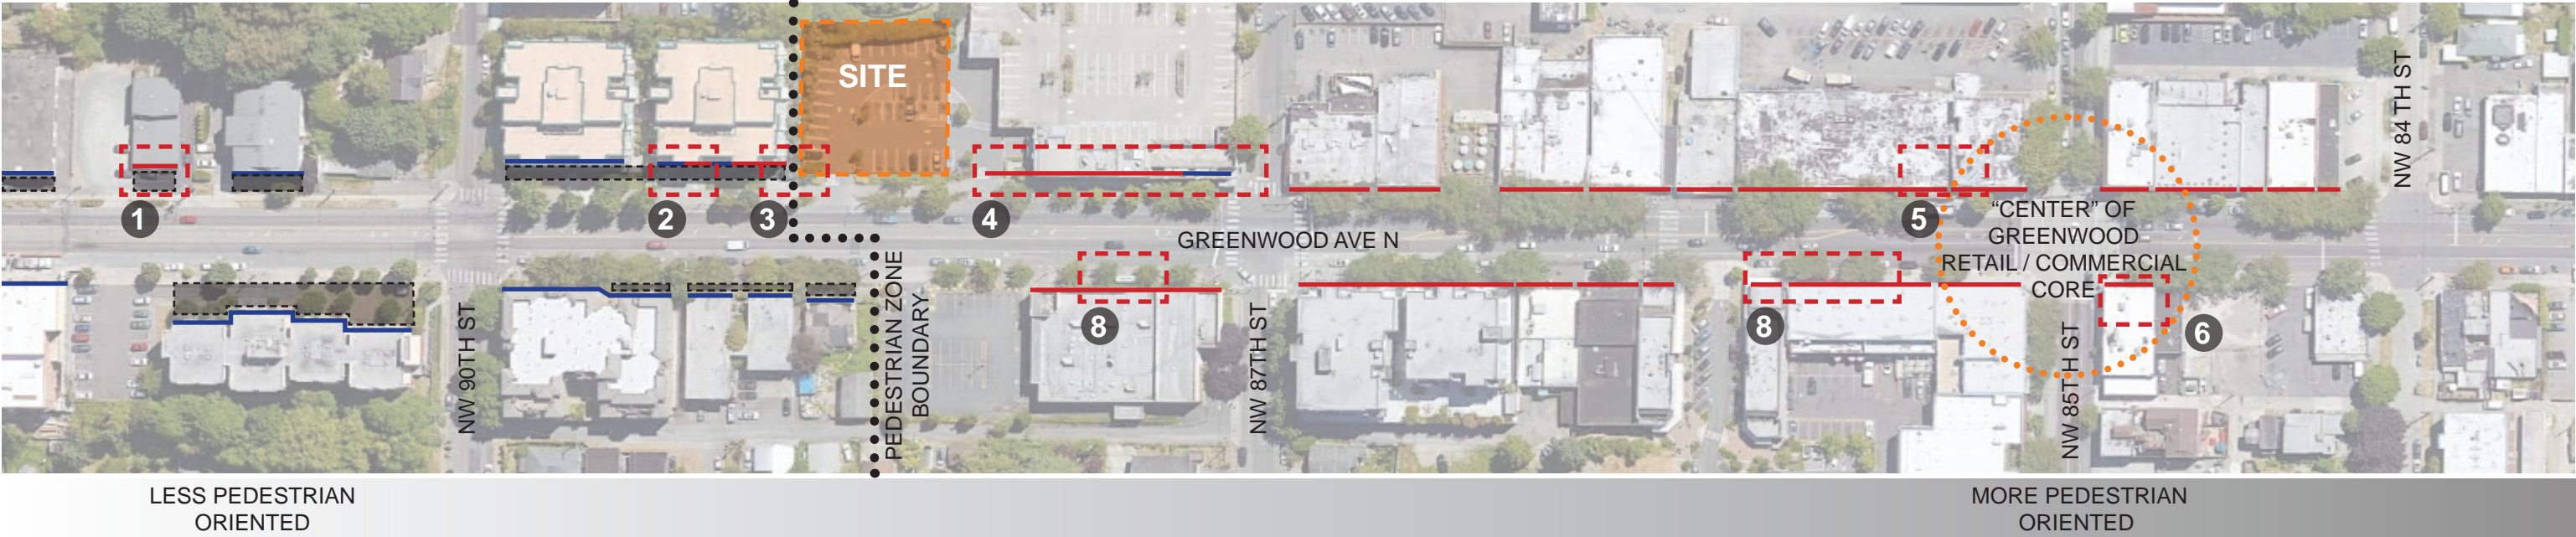 SITE
NW 84 TH ST
1
2
3
4
5
GREENWOOD AVE N
“CENTER” OF
GREENWOOD
RETAIL / COMMERCIAL
CORE
NW 90TH ST
PEDESTRIAN ZONE
BOUNDARY
8
NW 87TH ST
8
NW 85T H ST
6
LESS PEDESTRIAN
ORIENTED
MORE PEDESTRIAN
ORIENTED